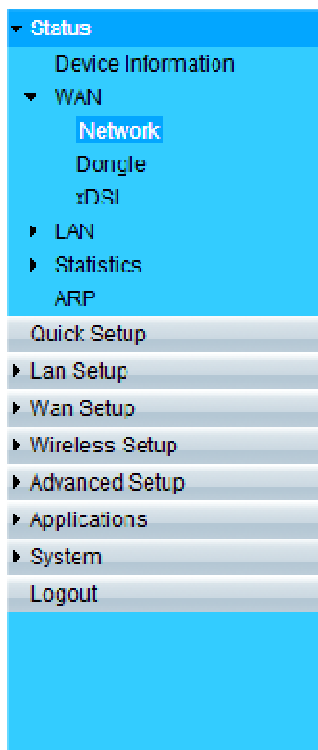 Status
Device Information
WAN
Network
Dongle
xDSL
LAN
Statistics
ARP
Quick Setup
Lan Setup
Wan Setup
Wireless Setup
Advanced Setup
Applications
System
Logout